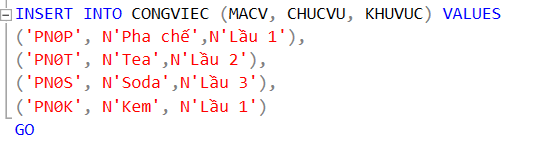 INSERT INTO CONGVIEC (MACV, CHUCVU, KHUVUC) VALUES
('PN0P', N'Pha chế',N'Lầu 1'),
('PN0T', N'Tea',N'Lầu 2'),
('PN0S', N'Soda',N'Lầu 3'),
('PN0K', N'Kem', N'Lầu 1')
GO